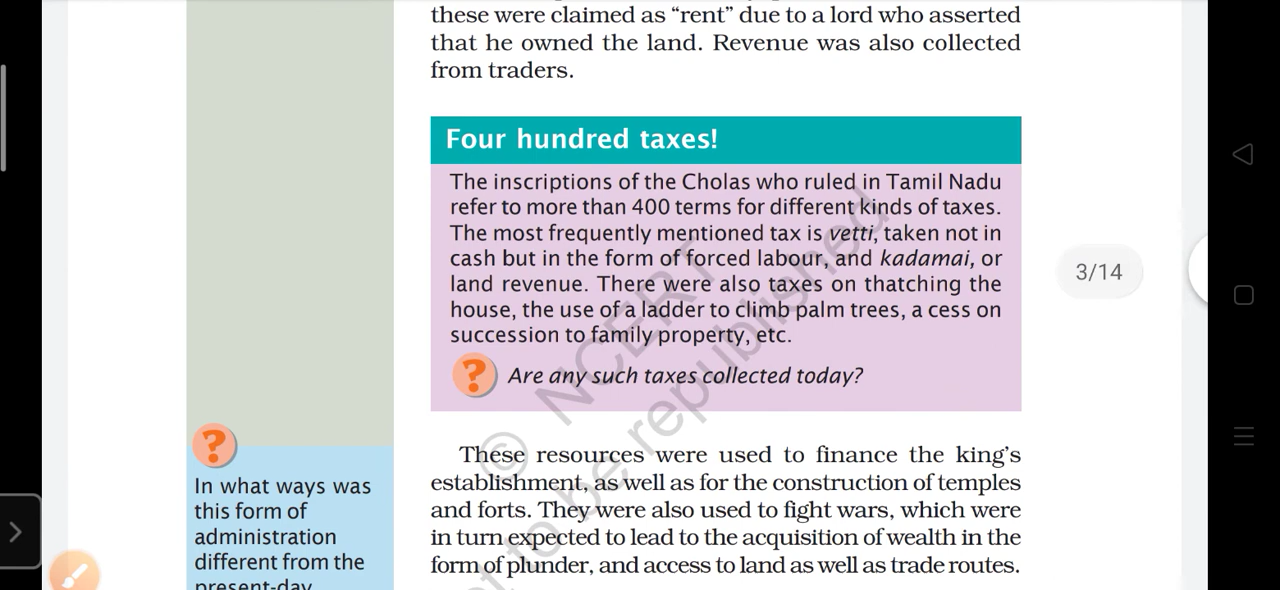 these were claimed as “rent” due to a lord who asserted
that he owned the land. Revenue was also collected
from traders.
Four hundred taxes!
The inscriptions of the Cholas who ruled in Tamil Nadu
refer to more than 400 terms for different kinds of taxes.
The most frequently mentioned tax is vetti, taken not in
cash but in the form of forced labour, and kadamai, or
land revenue. There were also taxes on thatching the
house, the use of a ladder to climb palm trees, a cess on
succession to family property, etc.
? Are any such taxes collected today?
3/14
These resources were used to finance the king’s
establishment, as well as for the construction of temples
and forts. They were also used to fight wars, which were
in turn expected to lead to the acquisition of wealth in the
form of plunder, and access to land as well as trade routes.
?
In what ways was
this form of
administration
different from the
present-day
© NCERT
to be republished